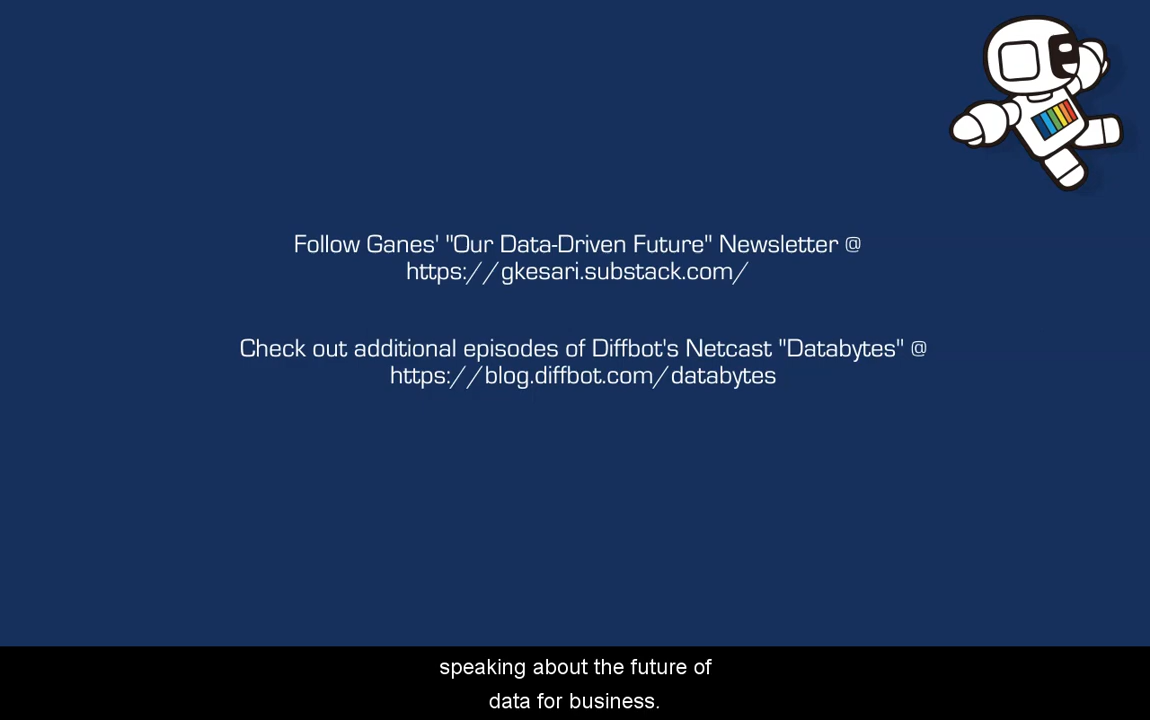 Follow Ganes' "Our Data-Driven Future" Newsletter @
https://gkesari.substack.com/
Check out additional episodes of Diffbot's Netcast "Databytes" @
https://blog.diffbot.com/databytes
speaking about the future of
data for business.